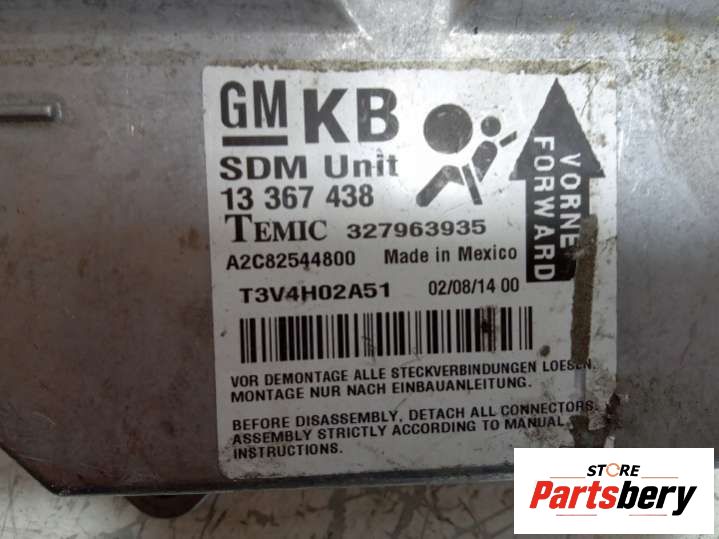 GM KB
SDM Unit
13 367 438
TEMIC 327963935
A2C82544800 Made in Mexico
T3V4H02A51 02/08/14 00
VORNE
FORWARD
VOR DEMONTAGE ALLE STECKVERBINDUNGEN LOESEN.
MONTAGE NUR NACH EINBAUANLEITUNG.
BEFORE DISASSEMBLY, DETACH ALL CONNECTORS.
ASSEMBLY STRICTLY ACCORDING TO MANUAL
INSTRUCTIONS.
STORE
Partsbery